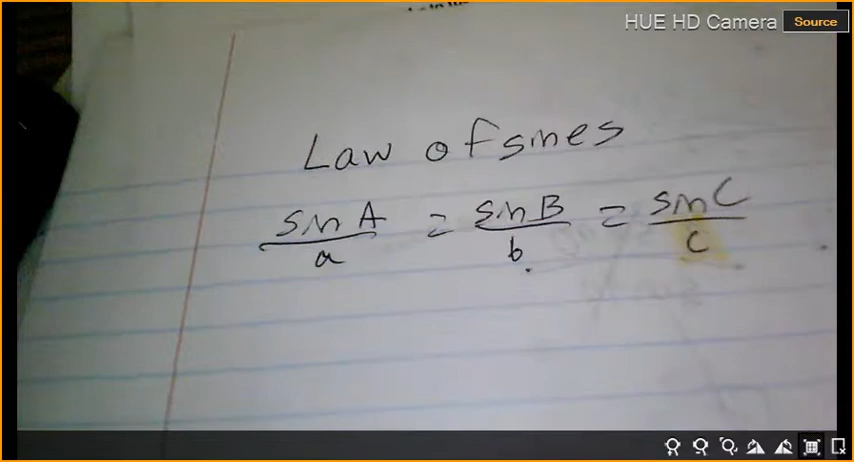 HUE HD Camera Source
Law of sines
sin A / a = sin B / b = sin C / c